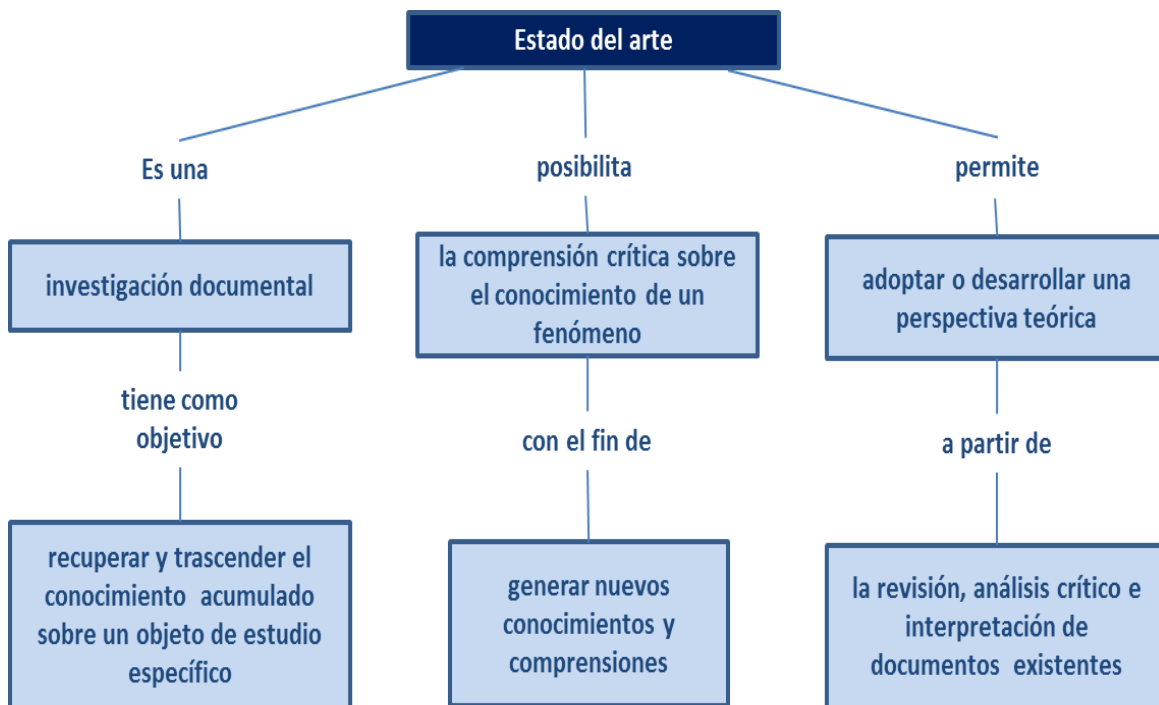 Estado del arte
Es una
investigación documental
tiene como
objetivo
recuperar y trascender el
conocimiento acumulado
sobre un objeto de estudio
específico
posibilita
la comprensión crítica sobre
el conocimiento de un
fenómeno
con el fin de
generar nuevos
conocimientos y
comprensiones
permite
adoptar o desarrollar una
perspectiva teórica
a partir de
la revisión, análisis crítico e
interpretación de
documentos existentes